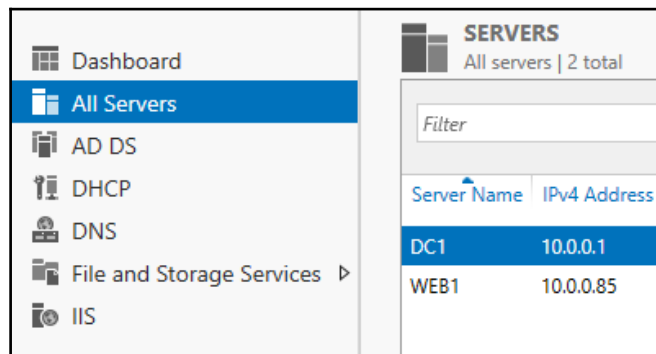 Dashboard
All Servers
AD DS
DHCP
DNS
File and Storage Services
IIS
SERVERS
All servers | 2 total
Filter
Server Name IPv4 Address
DC1 10.0.0.1
WEB1 10.0.0.85